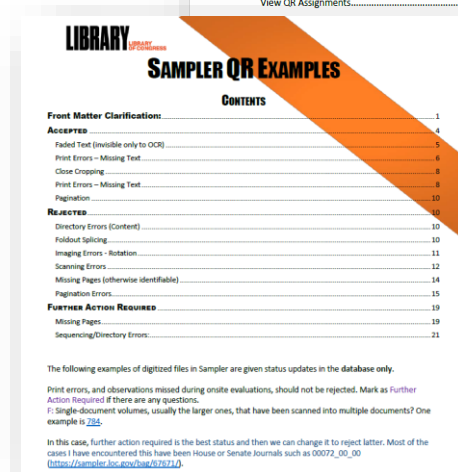 View QR Assignments
LIBRARY LIBRARY OF CONGRESS
SAMPLER QR EXAMPLES
CONTENTS
Front Matter Clarification: 1
ACCEPTED 4
Faded Text (invisible only to OCR) 5
Print Errors – Missing Text 6
Close Cropping 8
Print Errors – Missing Text 8
Pagination 10
REJECTED 10
Directory Errors (Content) 10
Foldout Splicing 10
Imaging Errors - Rotation 11
Scanning Errors 12
Missing Pages (otherwise identifiable) 14
Pagination Errors 15
FURTHER ACTION REQUIRED 19
Missing Pages 19
Sequencing/Directory Errors: 21
The following examples of digitized files in Sampler are given status updates in the database only.
Print errors, and observations missed during onsite evaluations, should not be rejected. Mark as Further
Action Required if there are any questions.
F: Single-document volumes, usually the larger ones, that have been scanned into multiple documents? One
example is 784.
In this case, further action required is the best status and then we can change it to reject latter. Most of the
cases I have encountered this have been House or Senate Journals such as 00072_00_00
(https://sampler.loc.gov/bag/67671/).